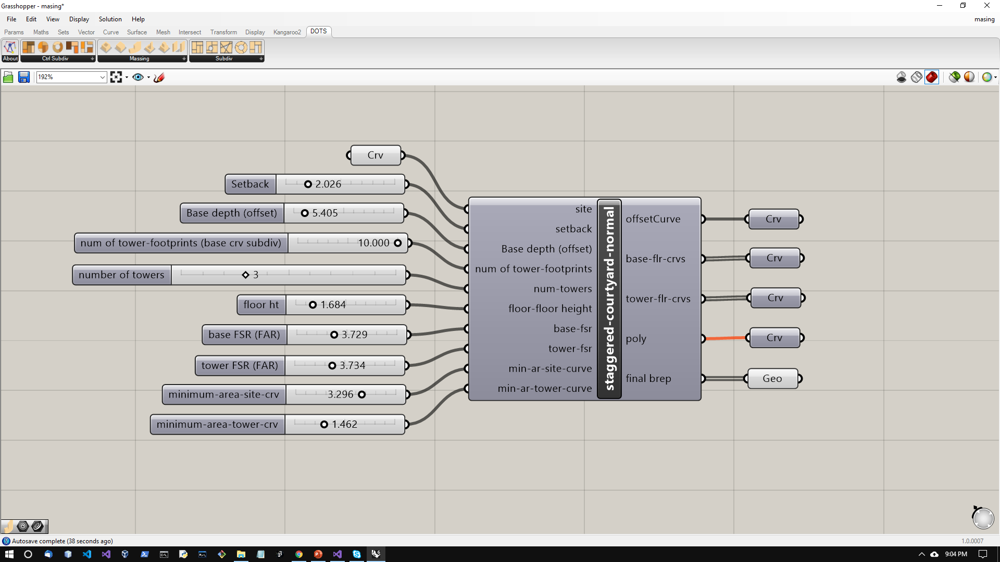 Grasshopper - masing*
File Edit View Display Solution Help masing
Params Maths Sets Vector Curve Surface Mesh Intersect Transform Display Kangaroo2 DOTS
About Ctrl Subdiv Massing Subdiv
192%
Crv
Setback 2.026
Base depth (offset) 5.405
num of tower-footprints (base crv subdiv) 10.000
number of towers 3
floor ht 1.684
base FSR (FAR) 3.729
tower FSR (FAR) 3.734
minimum-area-site-crv 3.296
minimum-area-tower-crv 1.462
site
setback
Base depth (offset)
num of tower-footprints
num-towers
floor-floor height
base-fsr
tower-fsr
min-ar-site-curve
min-ar-tower-curve
staggered-courtyard-normal
offsetCurve
base-flr-crvs
tower-flr-crvs
poly
final brep
Crv
Crv
Crv
Crv
Geo
Autosave complete (38 seconds ago) 1.0.0007
9:04 PM